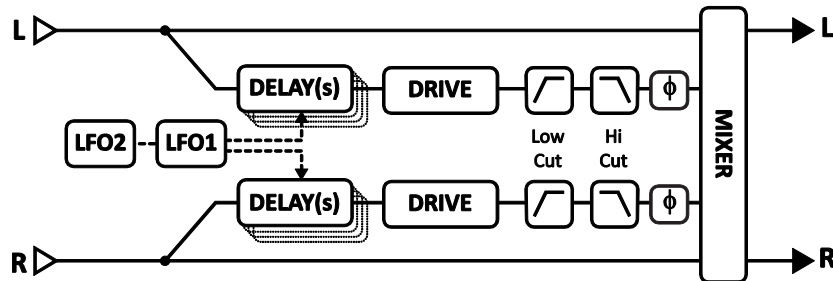 L
L
DELAY(s)
DRIVE
ϕ
LFO2
LFO1
Low
Cut
Hi
Cut
MIXER
DELAY(s)
DRIVE
ϕ
R
R